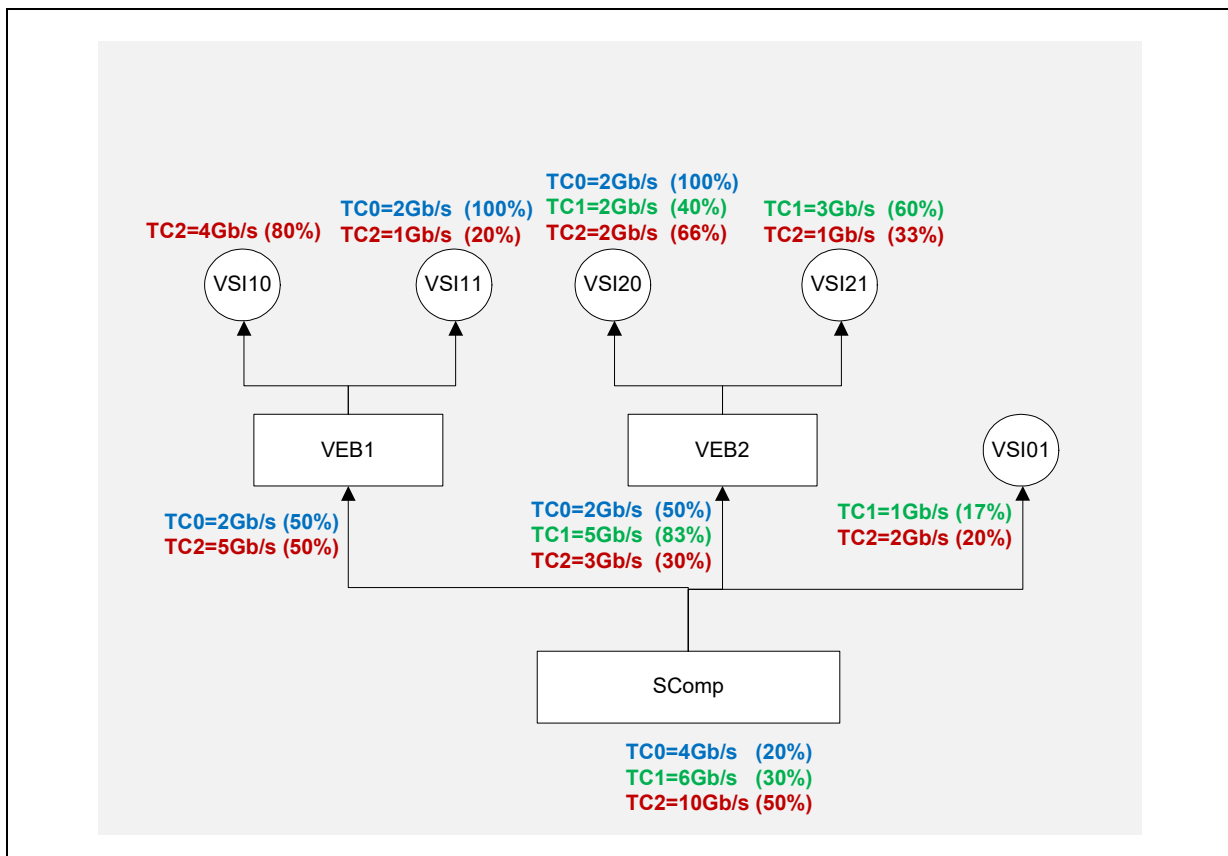 TC2=4Gb/s (80%)
TC0=2Gb/s (100%)
TC2=1Gb/s (20%)
TC0=2Gb/s (100%)
TC1=2Gb/s (40%)
TC2=2Gb/s (66%)
TC1=3Gb/s (60%)
TC2=1Gb/s (33%)
VSI10
VSI11
VSI20
VSI21
VEB1
VEB2
VSI01
TC0=2Gb/s (50%)
TC2=5Gb/s (50%)
TC0=2Gb/s (50%)
TC1=5Gb/s (83%)
TC2=3Gb/s (30%)
TC1=1Gb/s (17%)
TC2=2Gb/s (20%)
SComp
TC0=4Gb/s (20%)
TC1=6Gb/s (30%)
TC2=10Gb/s (50%)